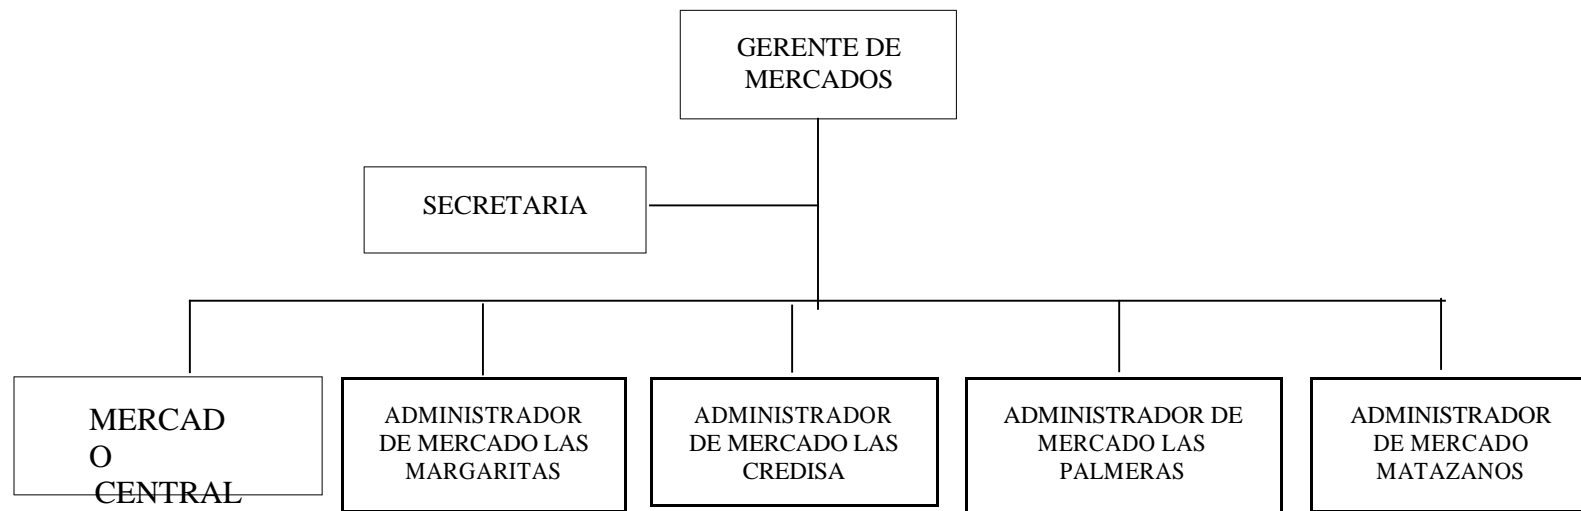 GERENTE DE
MERCADOS
SECRETARIA
MERCAD
O
CENTRAL
ADMINISTRADOR
DE MERCADO LAS
MARGARITAS
ADMINISTRADOR
DE MERCADO LAS
CREDISA
ADMINISTRADOR DE
MERCADO LAS
PALMERAS
ADMINISTRADOR
DE MERCADO
MATAZANOS